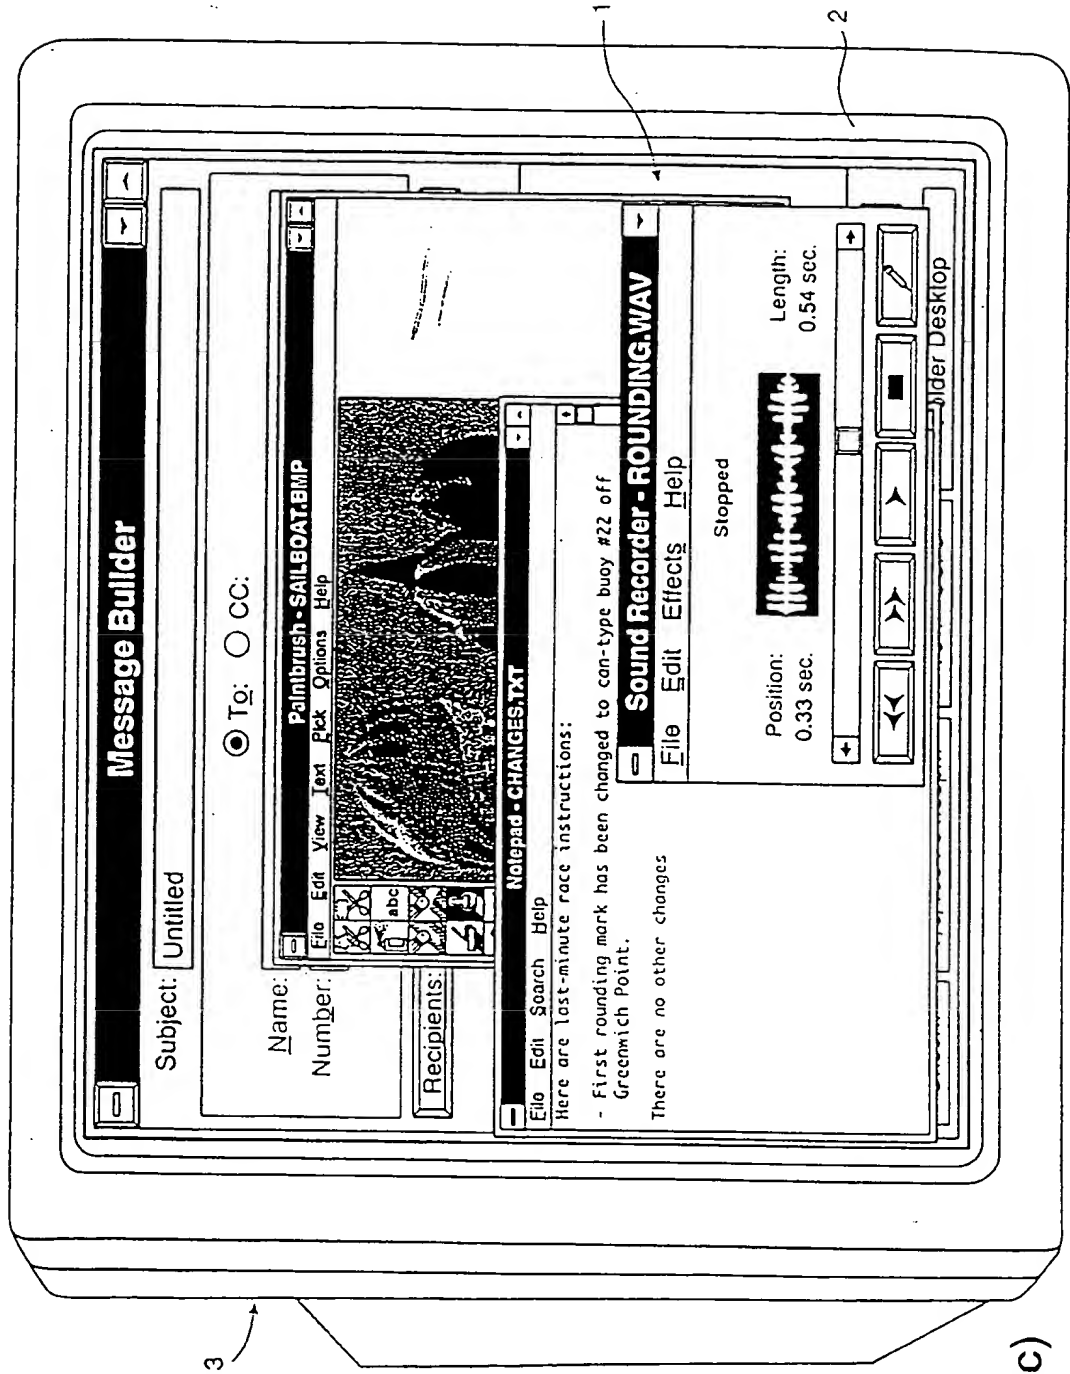 Message Builder
Subject: Untitled
To: CC:
Name:
Number:
Recipients:
Paintbrush - SAILBOAT.BMP
File Edit View Text Pick Options Help
abc
Notepad - CHANGES.TXT
File Edit Search Help
Here are last-minute race instructions:
- First rounding mark has been changed to can-type buoy #22 off
Greenwich Point.
There are no other changes
Sound Recorder - ROUNDING.WAV
File Edit Effects Help
Stopped
Position: Length:
0.33 sec. 0.54 sec.
Desktop
1
2
3
C)